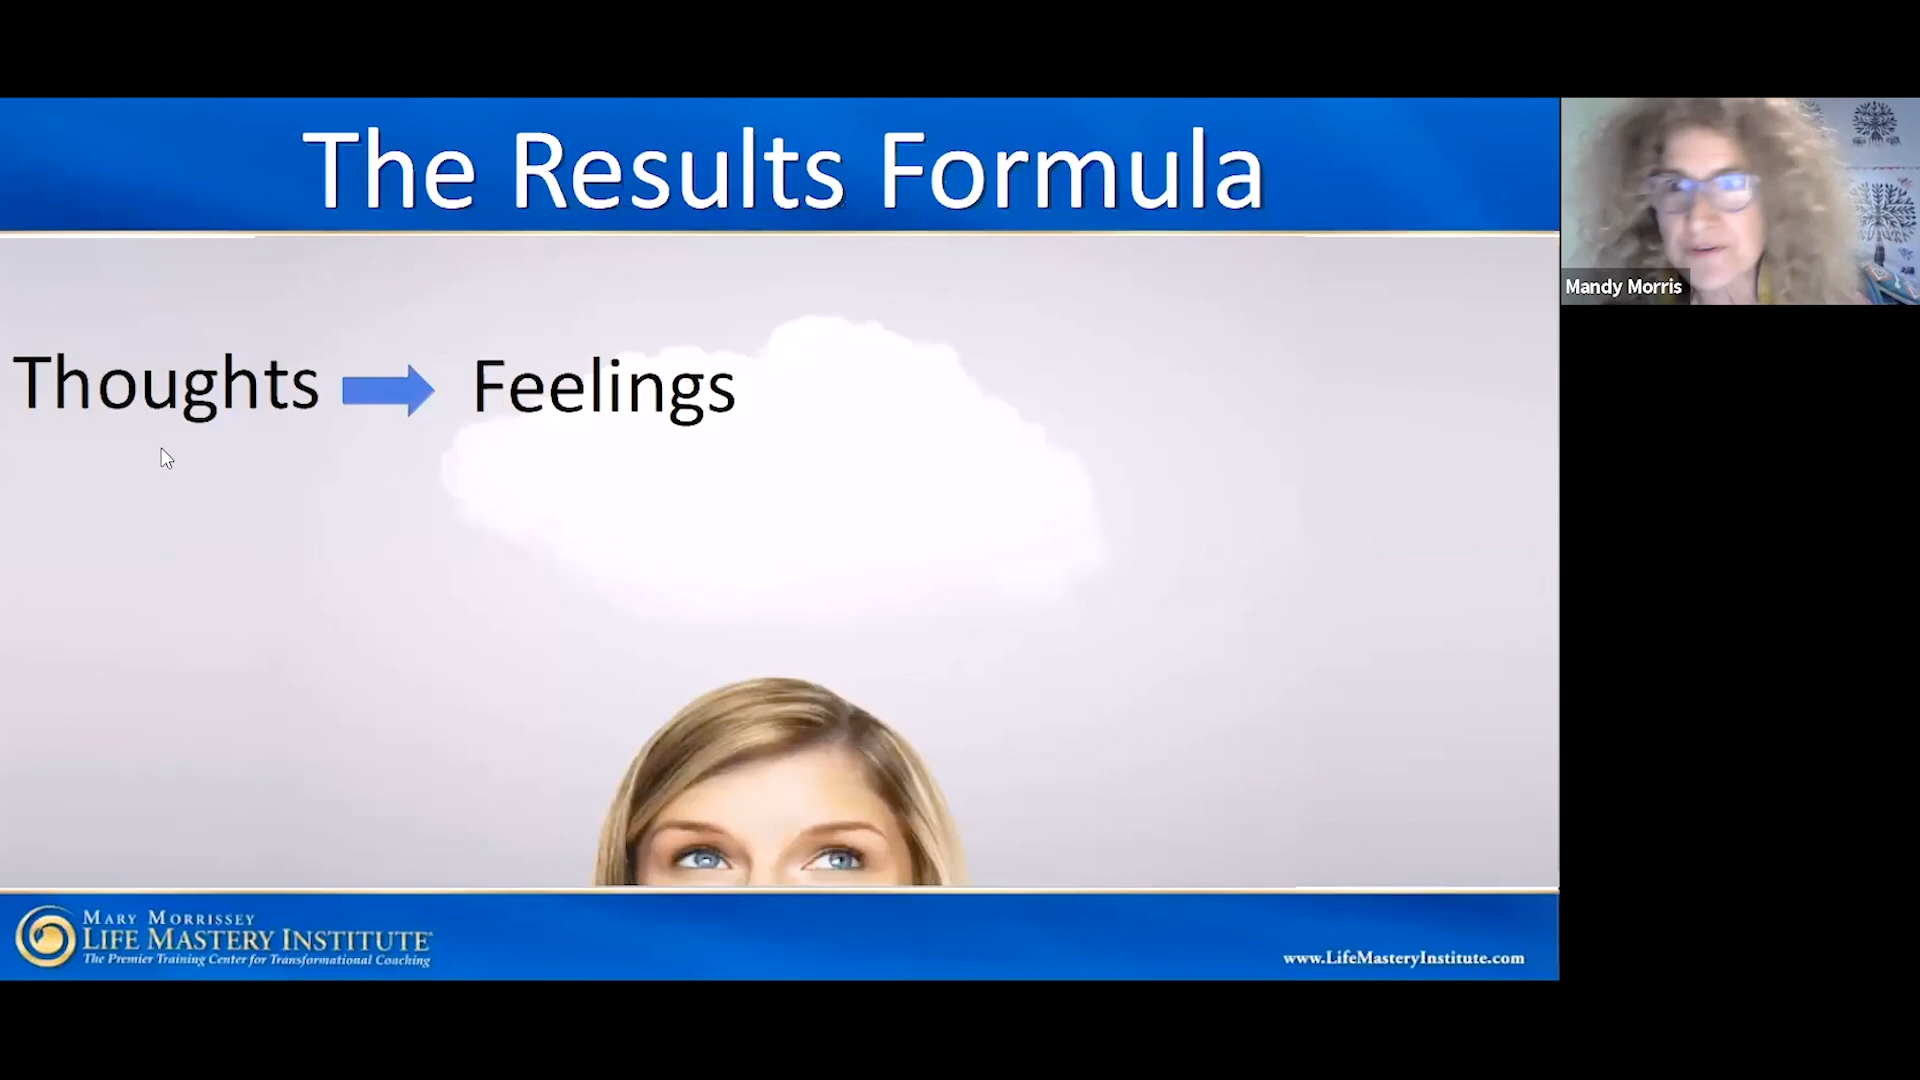 The Results Formula
Mandy Morris
Thoughts
Feelings
MARY MORRISSEY
LIFE MASTERY INSTITUTE
The Premier Training Center for Transformational Coaching
www.LifeMasteryInstitute.com